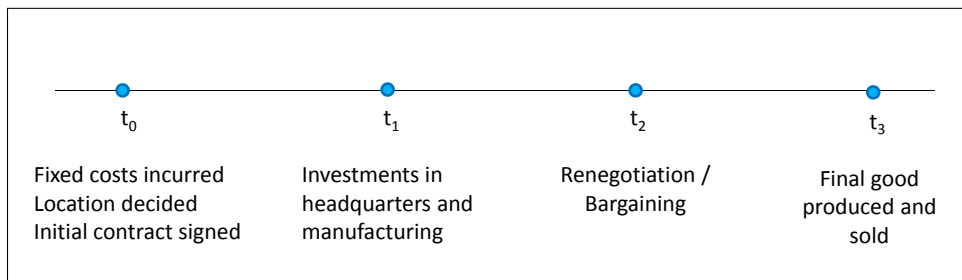 t₀
t₁
t₂
t₃
Fixed costs incurred
Location decided
Initial contract signed
Investments in
headquarters and
manufacturing
Renegotiation /
Bargaining
Final good
produced and
sold